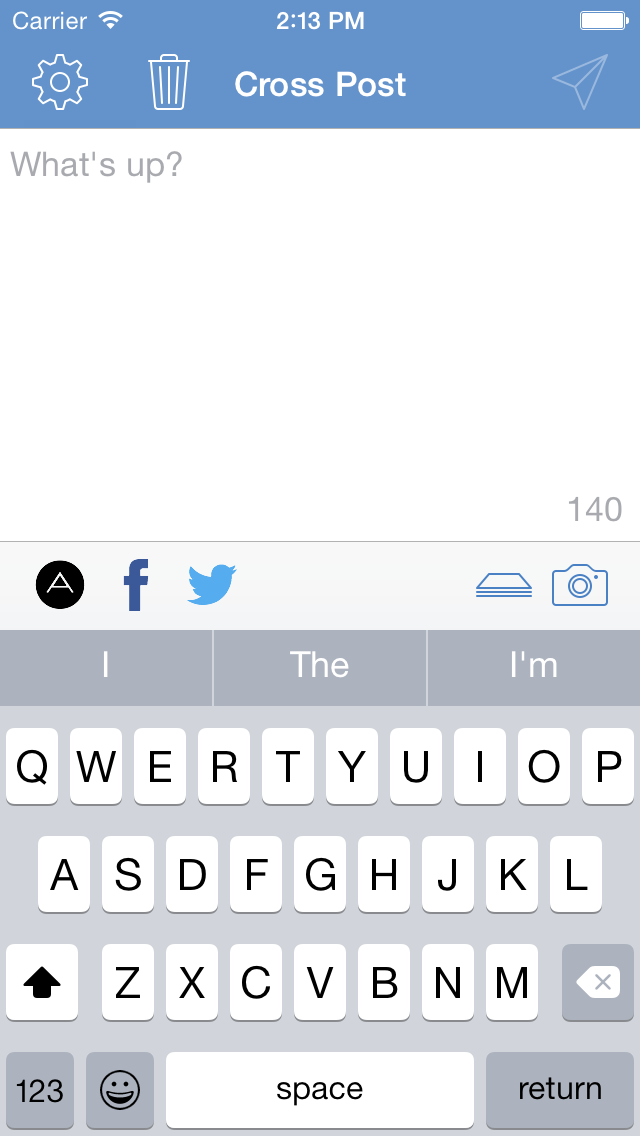 Carrier 2:13 PM
Cross Post
What's up?
140
I The I'm
Q W E R T Y U I O P
A S D F G H J K L
Z X C V B N M
123 space return